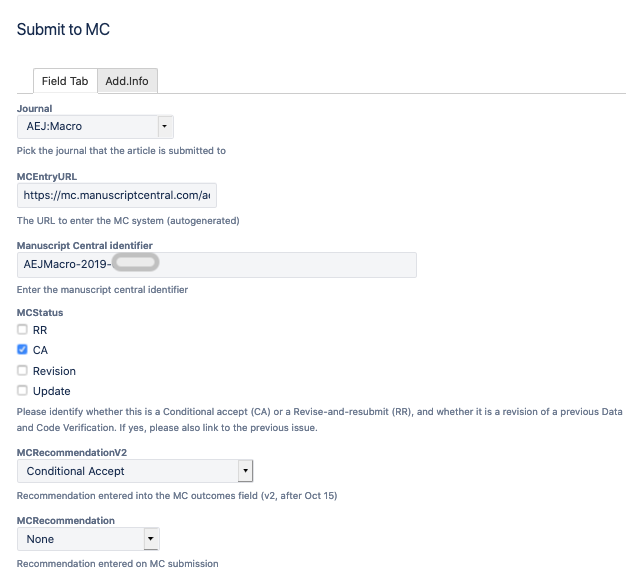 Submit to MC
Field Tab Add.Info
Journal
AEJ:Macro
Pick the journal that the article is submitted to
MCEntryURL
https://mc.manuscriptcentral.com/a
The URL to enter the MC system (autogenerated)
Manuscript Central identifier
AEJMacro-2019-
Enter the manuscript central identifier
MCStatus
RR
CA
Revision
Update
Please identify whether this is a Conditional accept (CA) or a Revise-and-resubmit (RR), and whether it is a revision of a previous Data
and Code Verification. If yes, please also link to the previous issue.
MCRecommendationV2
Conditional Accept
Recommendation entered into the MC outcomes field (v2, after Oct 15)
MCRecommendation
None
Recommendation entered on MC submission